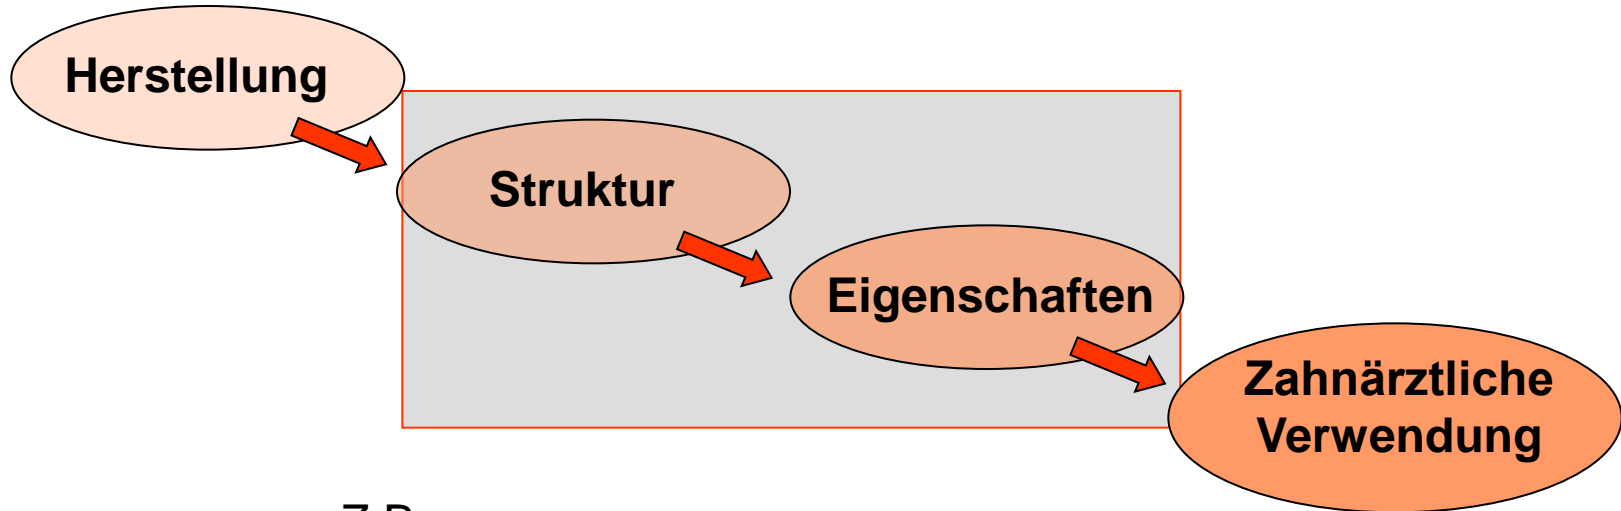 Herstellung
Struktur
Eigenschaften
Zahnärztliche
Verwendung